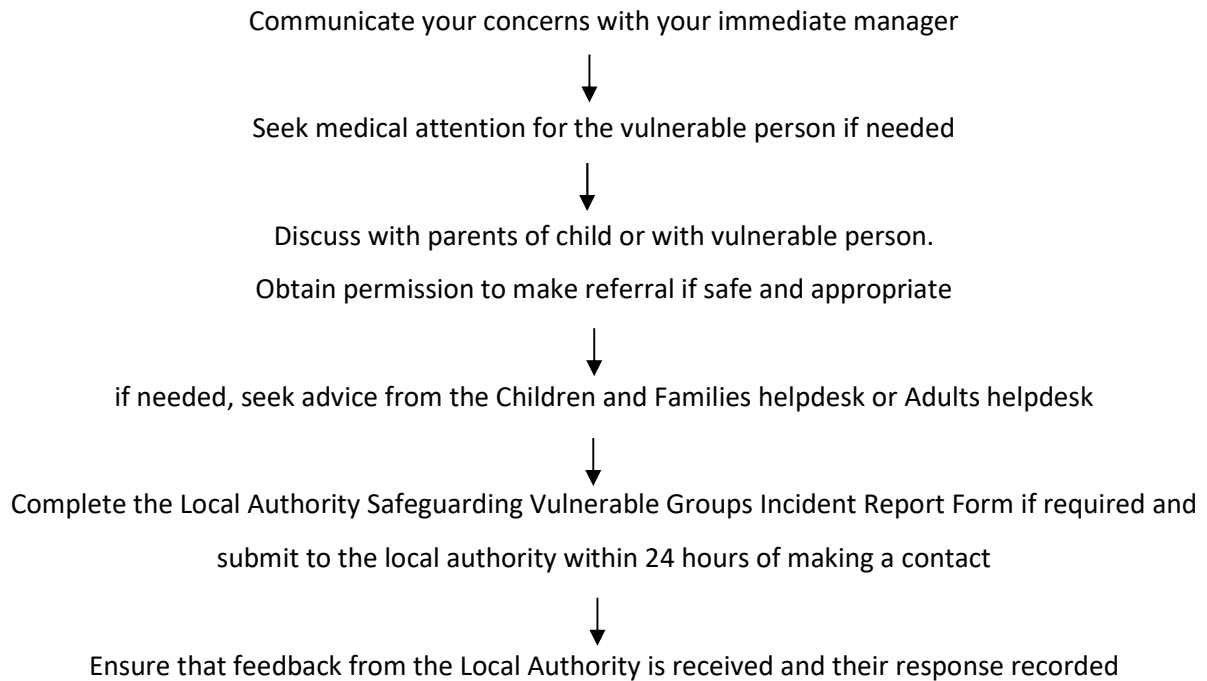 Communicate your concerns with your immediate manager
Seek medical attention for the vulnerable person if needed
Discuss with parents of child or with vulnerable person.
Obtain permission to make referral if safe and appropriate
if needed, seek advice from the Children and Families helpdesk or Adults helpdesk
Complete the Local Authority Safeguarding Vulnerable Groups Incident Report Form if required and
submit to the local authority within 24 hours of making a contact
Ensure that feedback from the Local Authority is received and their response recorded